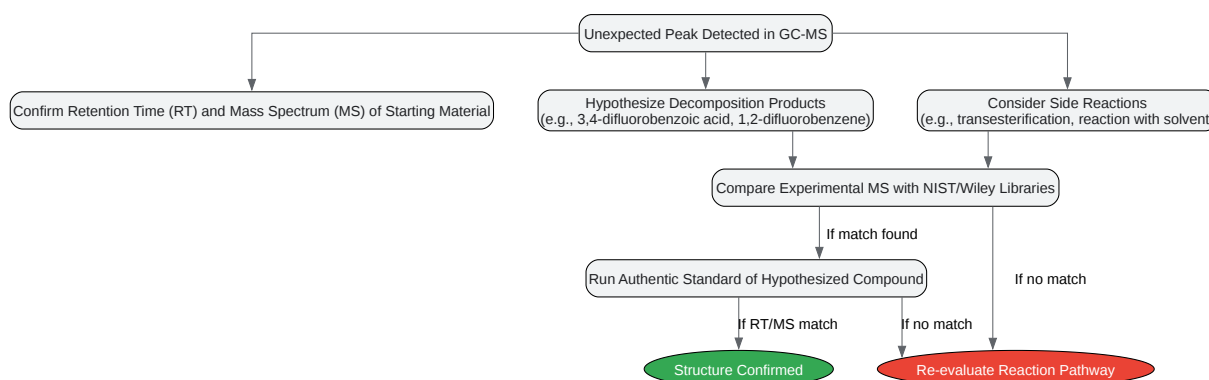 Unexpected Peak Detected in GC-MS
Confirm Retention Time (RT) and Mass Spectrum (MS) of Starting Material
Hypothesize Decomposition Products
(e.g., 3,4-difluorobenzoic acid, 1,2-difluorobenzene)
Consider Side Reactions
(e.g., transesterification, reaction with solvent)
Compare Experimental MS with NIST/Wiley Libraries
If match found
Run Authentic Standard of Hypothesized Compound
If no match
If RT/MS match
If no match
Structure Confirmed
Re-evaluate Reaction Pathway